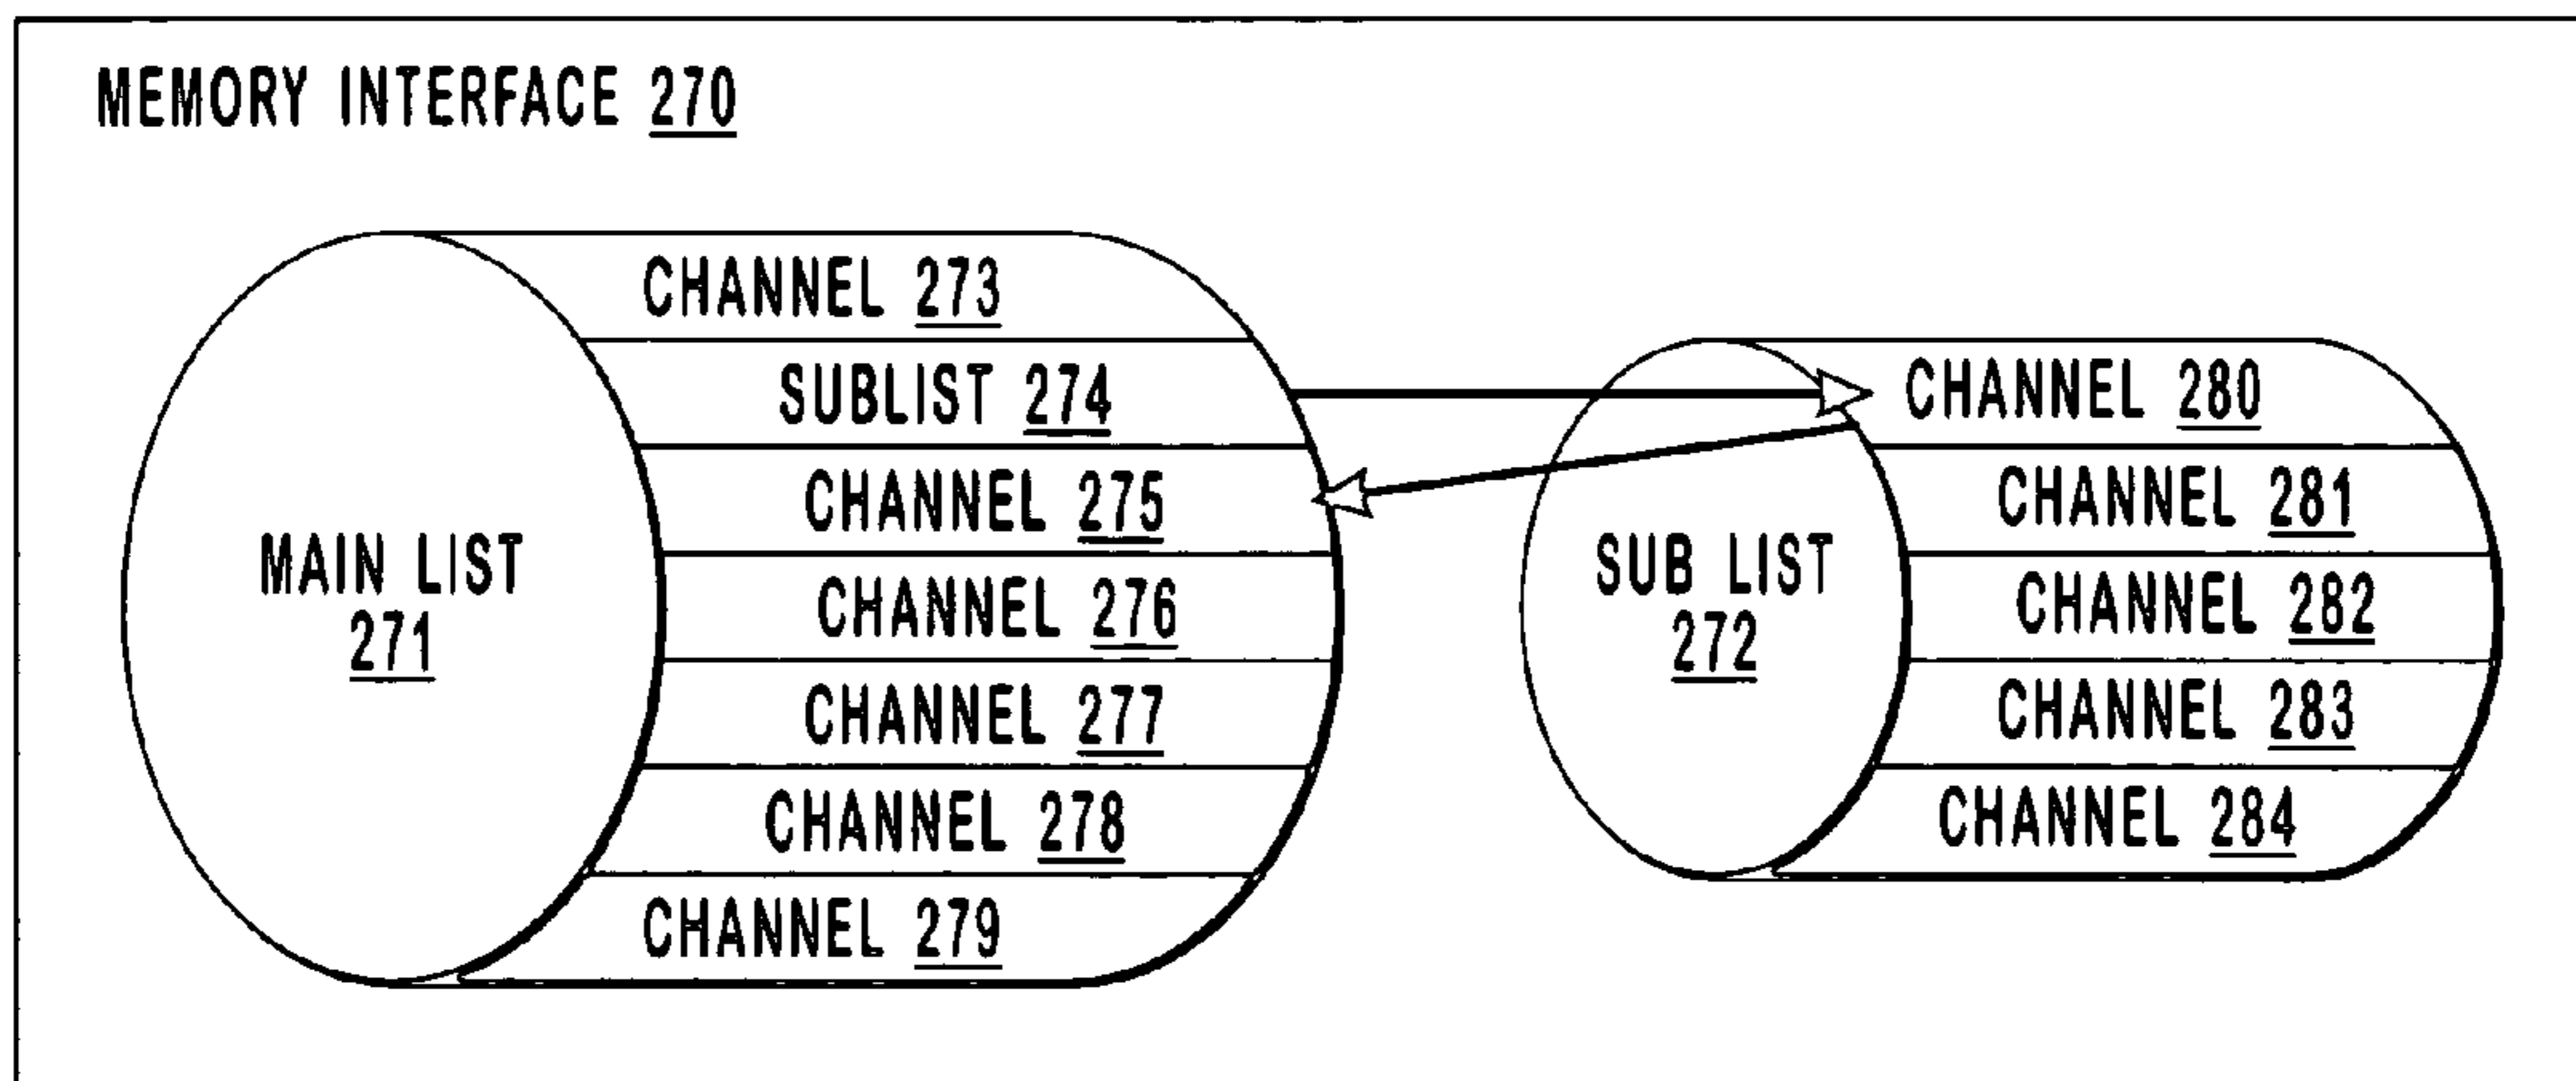 MEMORY INTERFACE 270
MAIN LIST
271
CHANNEL 273
SUBLIST 274
CHANNEL 275
CHANNEL 276
CHANNEL 277
CHANNEL 278
CHANNEL 279
SUB LIST
272
CHANNEL 280
CHANNEL 281
CHANNEL 282
CHANNEL 283
CHANNEL 284